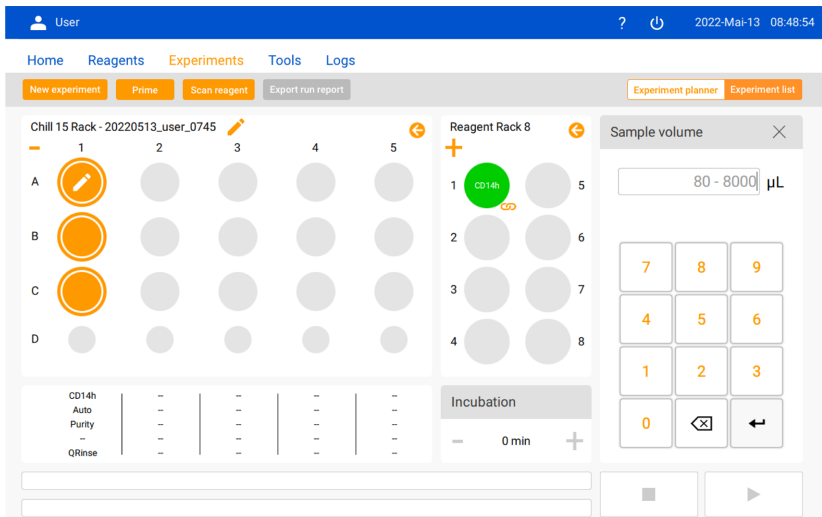 User ? 2022-Mai-13 08:48:54
Home Reagents Experiments Tools Logs
New experiment Prime Scan reagent Export run report Experiment planner Experiment list
Chill 15 Rack - 20220513_user_0745
1 2 3 4 5
A
B
C
D
Reagent Rack 8
1 CD14h 5
2 6
3 7
4 8
Sample volume
80 - 8000 µL
7 8 9
4 5 6
1 2 3
0
CD14h -- -- -- --
Auto -- -- -- --
Purity -- -- -- --
-- -- -- -- --
QRinse -- -- -- --
Incubation
0 min